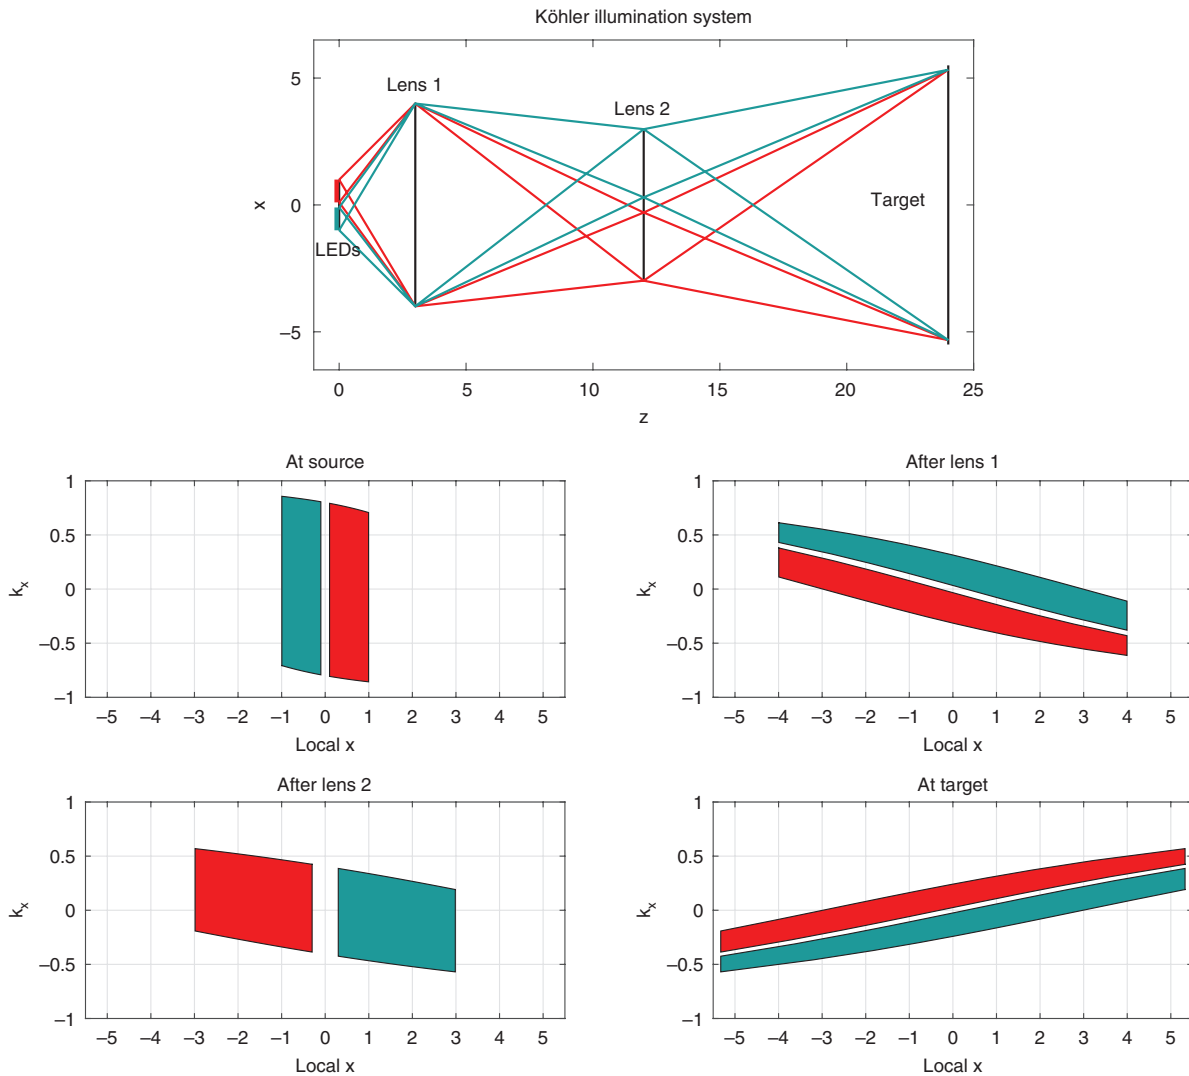 Köhler illumination system
5
0
−5
x
Lens 1
Lens 2
Target
LEDs
0 5 10 15 20 25
z
At source
1
0.5
0
−0.5
−1
kx
−5 −4 −3 −2 −1 0 1 2 3 4 5
Local x
After lens 1
1
0.5
0
−0.5
−1
kx
−5 −4 −3 −2 −1 0 1 2 3 4 5
Local x
After lens 2
1
0.5
0
−0.5
−1
kx
−5 −4 −3 −2 −1 0 1 2 3 4 5
Local x
At target
1
0.5
0
−0.5
−1
kx
−5 −4 −3 −2 −1 0 1 2 3 4 5
Local x